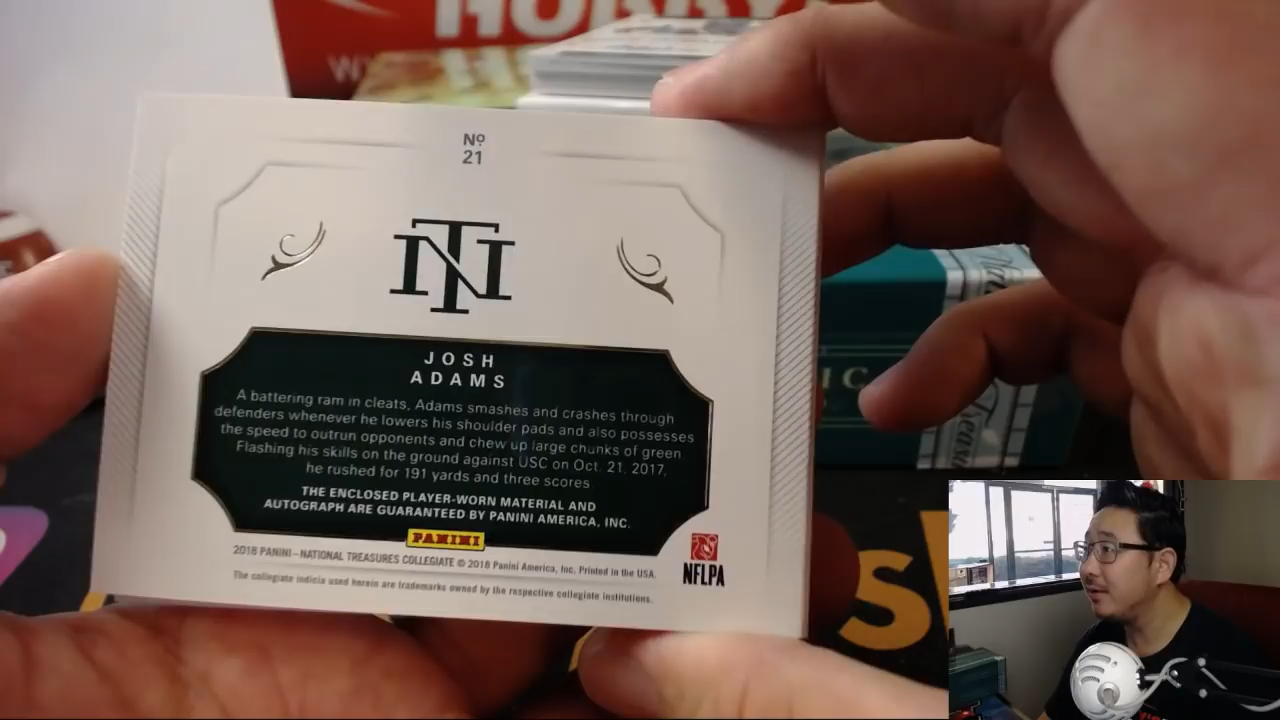 HOBBY
Nº
21
NT
JOSH
ADAMS
A battering ram in cleats, Adams smashes and crashes through
defenders whenever he lowers his shoulder pads and also possesses
the speed to outrun opponents and chew up large chunks of green
Flashing his skills on the ground against USC on Oct. 21, 2017,
he rushed for 191 yards and three scores
THE ENCLOSED PLAYER-WORN MATERIAL AND
AUTOGRAPH ARE GUARANTEED BY PANINI AMERICA, INC.
PANINI
2018 PANINI – NATIONAL TREASURES COLLEGIATE © 2018 Panini America, Inc. Printed in the USA.
The collegiate indicia used herein are trademarks owned by the respective collegiate institutions.
NFLPA